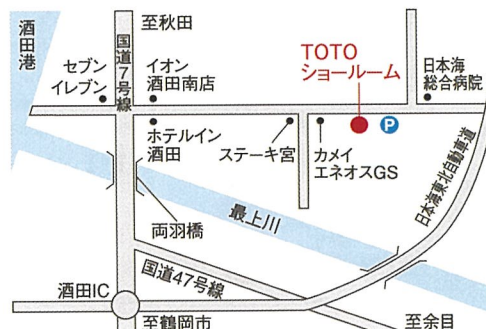 至秋田
酒田港
国道7号線
セブン
イレブン
イオン
酒田南店
TOTO
ショールーム
日本海
総合病院
ホテルイン
酒田
ステーキ宮
カメイ
エネオスGS
P
日本海東北自動車道
両羽橋
最上川
国道47号線
酒田IC
至鶴岡市
至余目